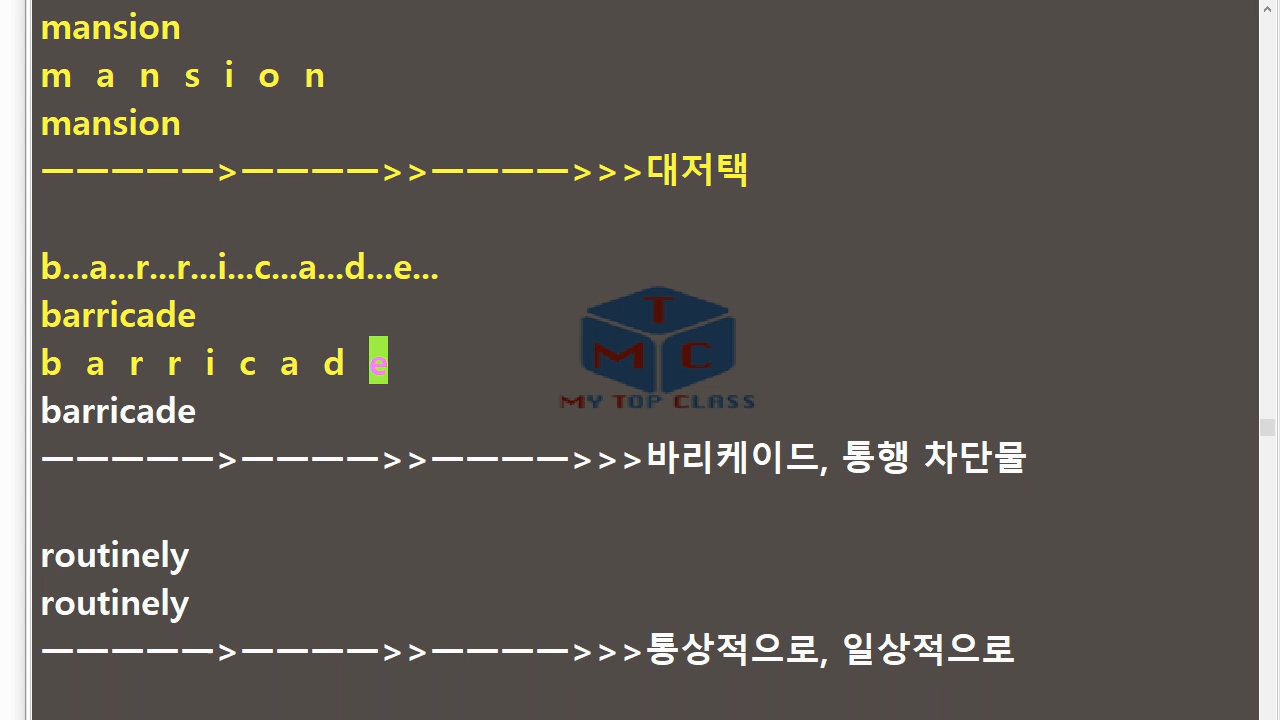 mansion
m a n s i o n
mansion
—————>————>>————>>>대저택
b...a...r...r...i...c...a...d...e...
barricade
b a r r i c a d e
barricade
—————>————>>————>>>바리케이드, 통행 차단물
routinely
routinely
—————>————>>————>>>통상적으로, 일상적으로
T
M C
MY TOP CLASS